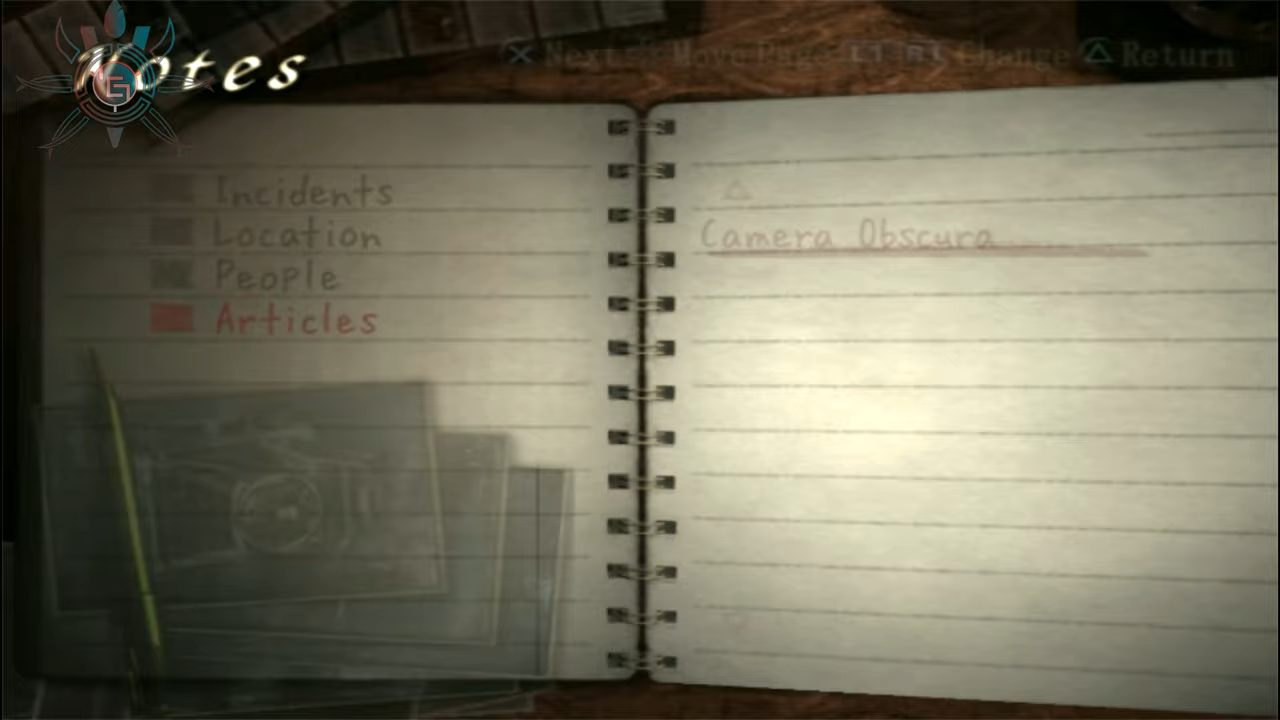 Notes
Next Move Page L1 R1 Change Return
Incidents
Location
People
Articles
Camera Obscura